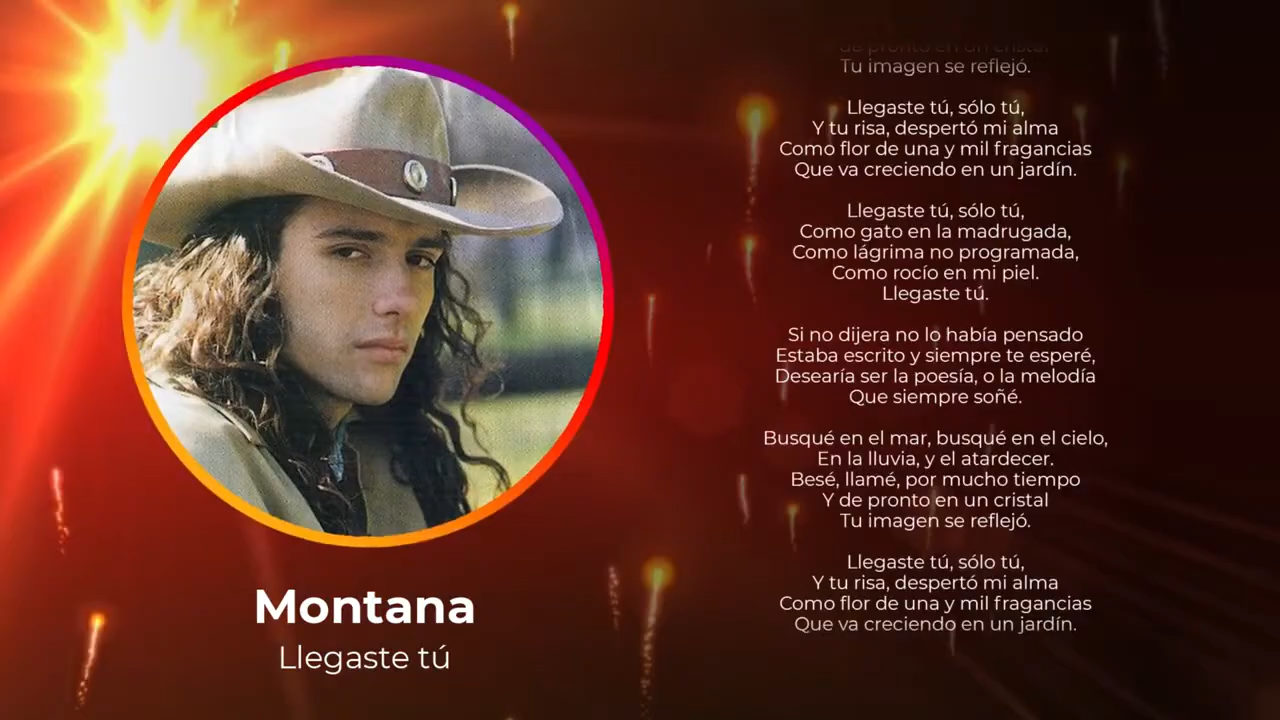 Montana
Llegaste tú
de pronto en un cristal
Tu imagen se reflejó.
Llegaste tú, sólo tú,
Y tu risa, despertó mi alma
Como flor de una y mil fragancias
Que va creciendo en un jardín.
Llegaste tú, sólo tú,
Como gato en la madrugada,
Como lágrima no programada,
Como rocío en mi piel.
Llegaste tú.
Si no dijera no lo había pensado
Estaba escrito y siempre te esperé,
Desearía ser la poesía, o la melodía
Que siempre soñé.
Busqué en el mar, busqué en el cielo,
En la lluvia, y el atardecer.
Besé, llamé, por mucho tiempo
Y de pronto en un cristal
Tu imagen se reflejó.
Llegaste tú, sólo tú,
Y tu risa, despertó mi alma
Como flor de una y mil fragancias
Que va creciendo en un jardín.